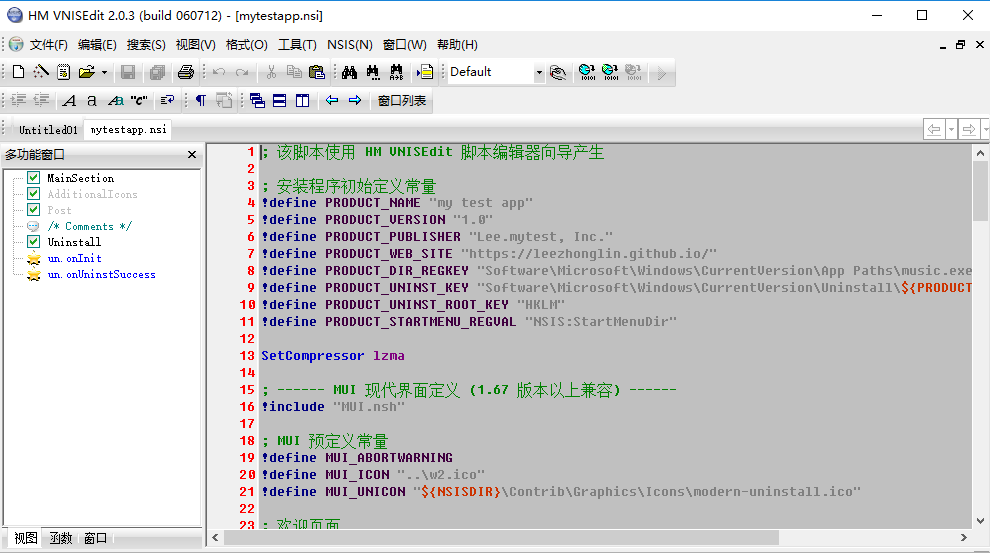 HM VNISEdit 2.0.3 (build 060712) - [mytestapp.nsi]
文件(F) 编辑(E) 搜索(S) 视图(V) 格式(O) 工具(T) NSIS(N) 窗口(W) 帮助(H)
Default
窗口列表
Untitled01 mytestapp.nsi
多功能窗口
MainSection
AdditionalIcons
Post
/* Comments */
Uninstall
un.onInit
un.onUninstSuccess
视图 函数 窗口
1 ; 该脚本使用 HM VNISEdit 脚本编辑器向导产生
2
3 ; 安装程序初始定义常量
4 !define PRODUCT_NAME "my test app"
5 !define PRODUCT_VERSION "1.0"
6 !define PRODUCT_PUBLISHER "Lee.mytest, Inc."
7 !define PRODUCT_WEB_SITE "https://leezhonglin.github.io/"
8 !define PRODUCT_DIR_REGKEY "Software\Microsoft\Windows\CurrentVersion\App Paths\music.exe
9 !define PRODUCT_UNINST_KEY "Software\Microsoft\Windows\CurrentVersion\Uninstall\${PRODUCT
10 !define PRODUCT_UNINST_ROOT_KEY "HKLM"
11 !define PRODUCT_STARTMENU_REGVAL "NSIS:StartMenuDir"
12
13 SetCompressor lzma
14
15 ; ------ MUI 现代界面定义 (1.67 版本以上兼容) ------
16 !include "MUI.nsh"
17
18 ; MUI 预定义常量
19 !define MUI_ABORTWARNING
20 !define MUI_ICON "..\w2.ico"
21 !define MUI_UNICON "${NSISDIR}\Contrib\Graphics\Icons\modern-uninstall.ico"
22
23 ; 欢迎页面